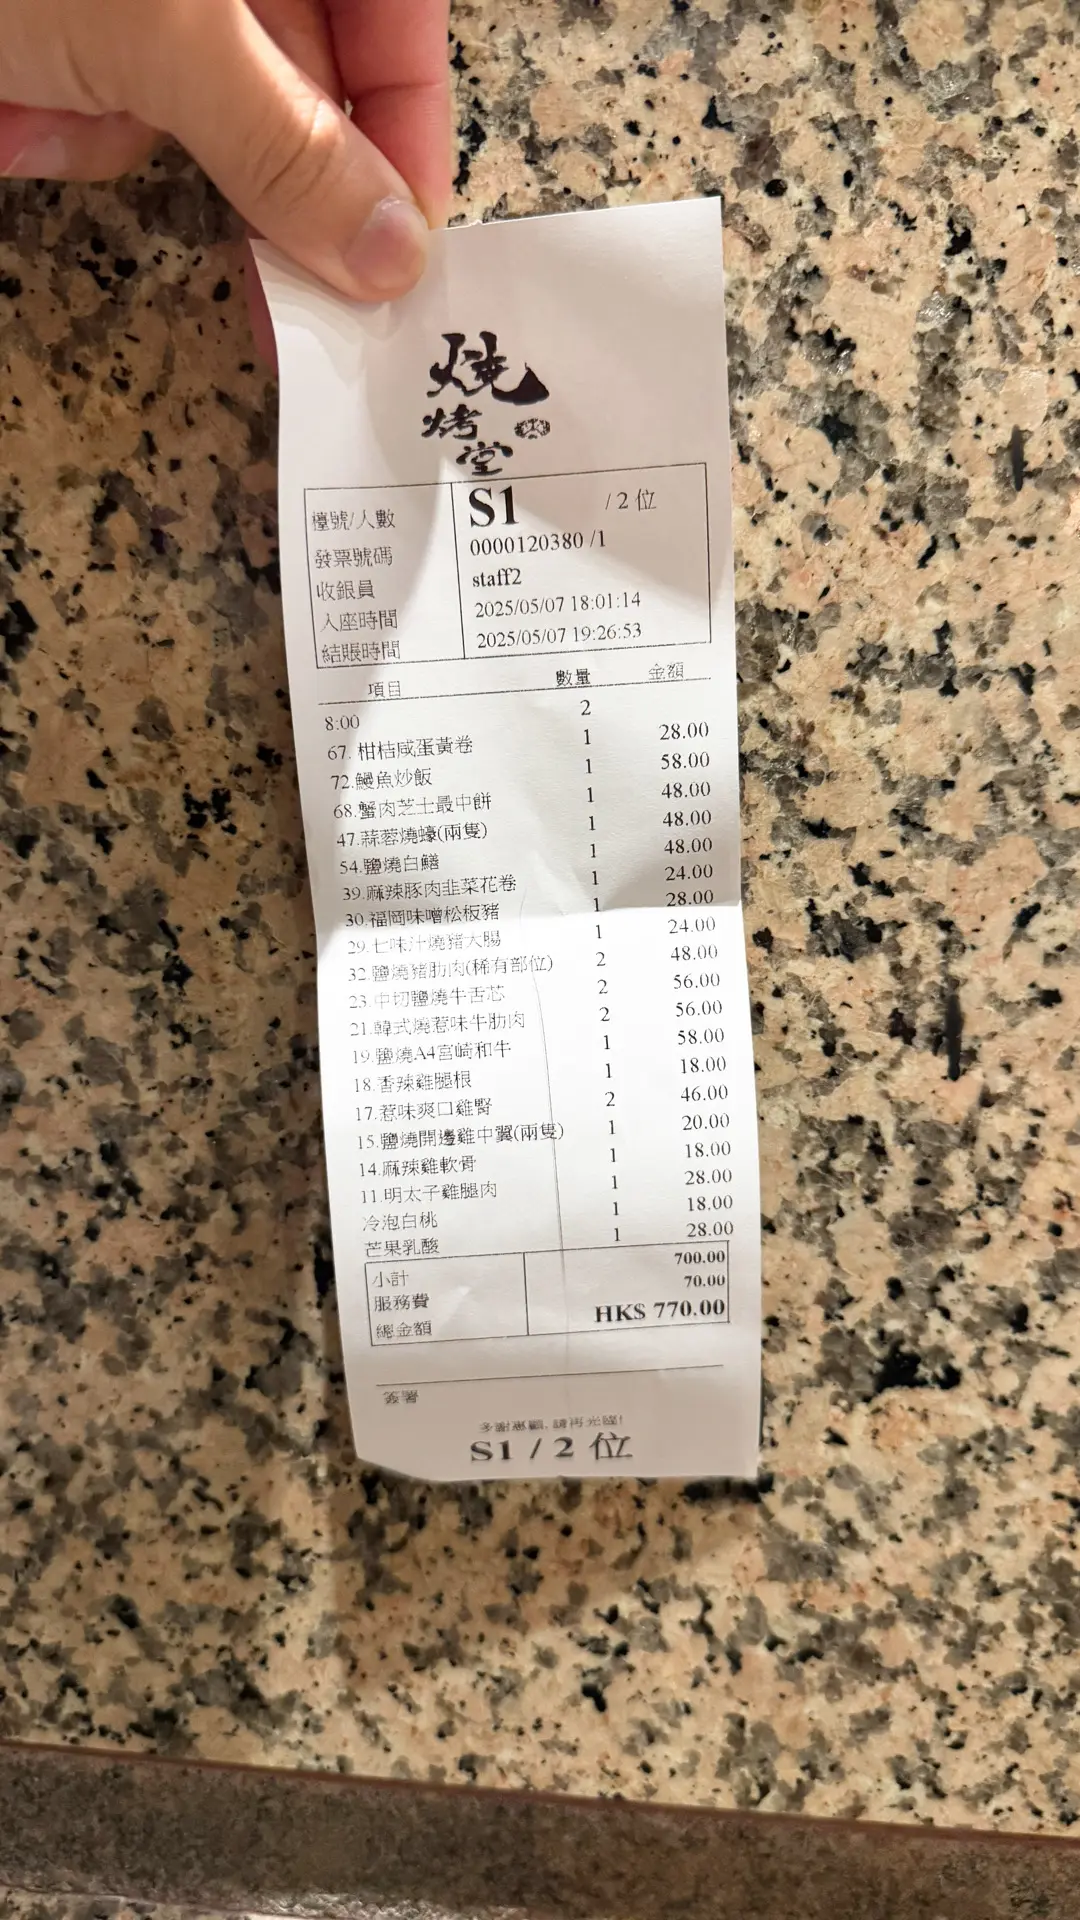 燒
烤
堂
檯號/人數 S1 / 2 位
發票號碼 0000120380 /1
收銀員 staff2
入座時間 2025/05/07 18:01:14
結賬時間 2025/05/07 19:26:53
項目 數量 金額
8:00 2
67. 柑桔咸蛋黃卷 1 28.00
72.鰻魚炒飯 1 58.00
68.蟹肉芝士最中餅 1 48.00
47.蒜蓉燒蠔(兩隻) 1 48.00
54.鹽燒白鱔 1 48.00
39.麻辣豚肉韭菜花卷 1 24.00
30.福岡味噌松板豬 1 28.00
29.七味汁燒豬大腸 1 24.00
32.鹽燒豬肋肉(稀有部位) 2 48.00
23.中切鹽燒牛舌芯 2 56.00
21.韓式燒惹味牛肋肉 2 56.00
19.鹽燒A4宮崎和牛 1 58.00
18.香辣雞腿根 1 18.00
17.惹味爽口雞腎 2 46.00
15.鹽燒開邊雞中翼(兩隻) 1 20.00
14.麻辣雞軟骨 1 18.00
11.明太子雞腿肉 1 28.00
冷泡白桃 1 18.00
芒果乳酸 1 28.00
小計 700.00
服務費 70.00
總金額 HK$ 770.00
簽署
多謝惠顧, 請再光臨!
S1 / 2 位